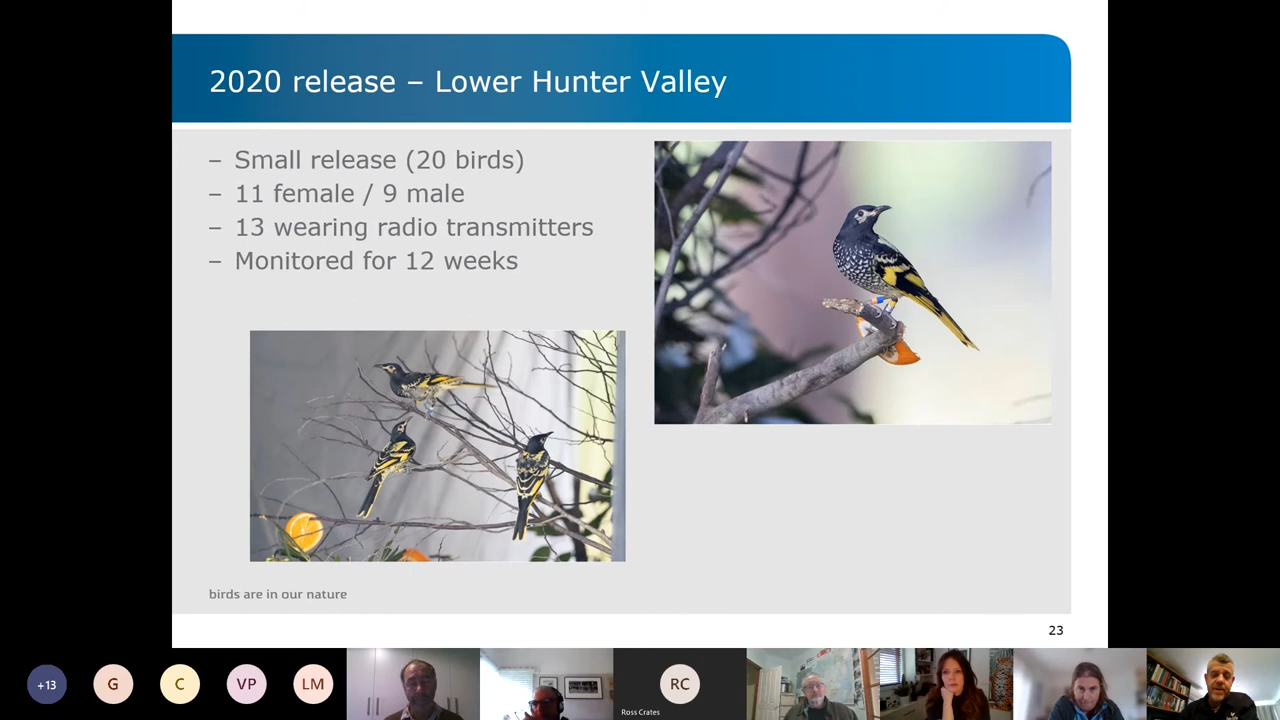 2020 release – Lower Hunter Valley
– Small release (20 birds)
– 11 female / 9 male
– 13 wearing radio transmitters
– Monitored for 12 weeks
birds are in our nature
23
+13
G
C
VP
LM
RC
Ross Crates